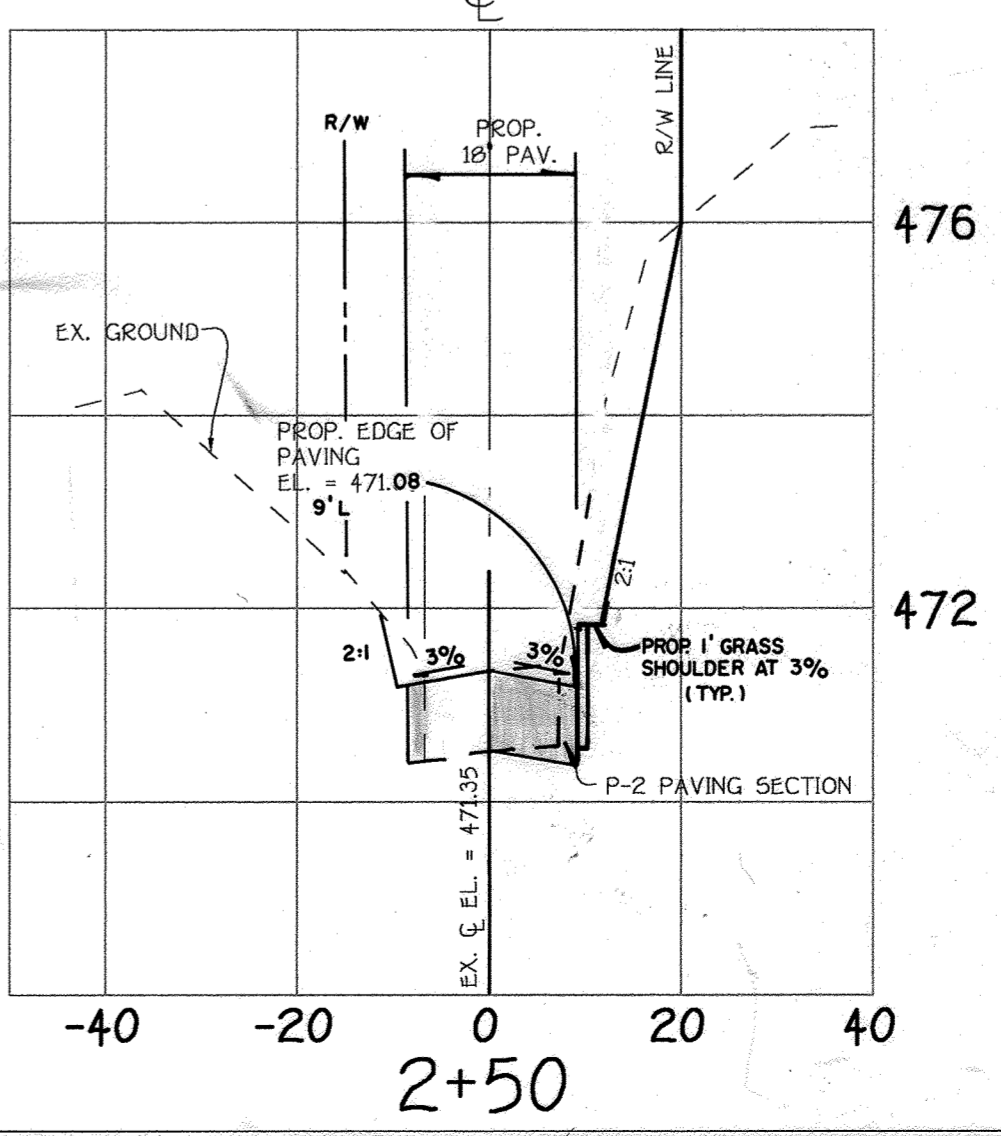 ℄
R/W
PROP.
18' PAV.
R/W LINE
476
EX. GROUND
PROP. EDGE OF
PAVING
EL. = 471.08
9' L
2:1
472
2:1
3%
3%
PROP. 1' GRASS
SHOULDER AT 3%
(TYP.)
P-2 PAVING SECTION
EX. ℄ EL. = 471.35
-40 -20 0 20 40
2+50